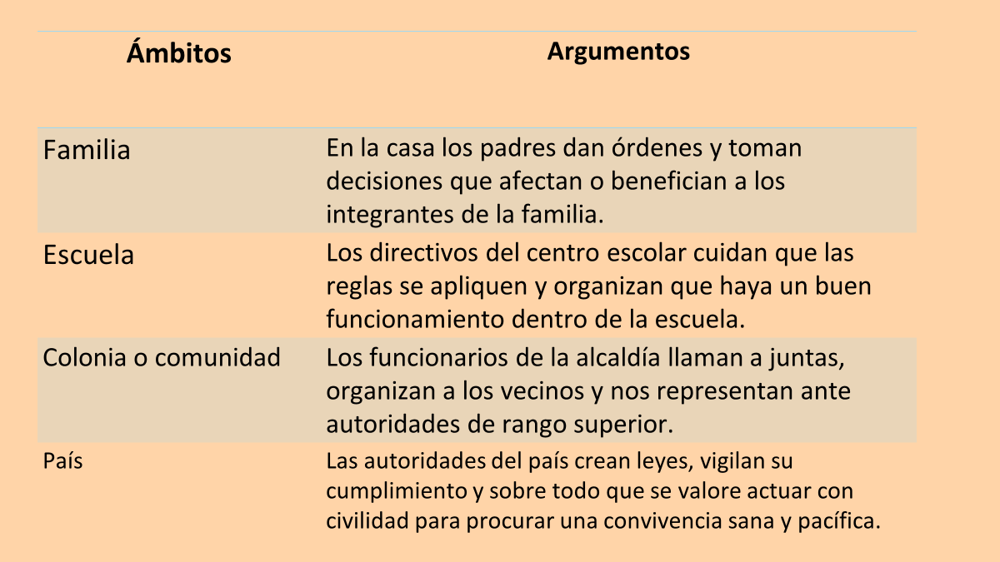 Ámbitos
Argumentos
Familia
En la casa los padres dan órdenes y toman
decisiones que afectan o benefician a los
integrantes de la familia.
Escuela
Los directivos del centro escolar cuidan que las
reglas se apliquen y organizan que haya un buen
funcionamiento dentro de la escuela.
Colonia o comunidad
Los funcionarios de la alcaldía llaman a juntas,
organizan a los vecinos y nos representan ante
autoridades de rango superior.
País
Las autoridades del país crean leyes, vigilan su
cumplimiento y sobre todo que se valore actuar con
civilidad para procurar una convivencia sana y pacífica.